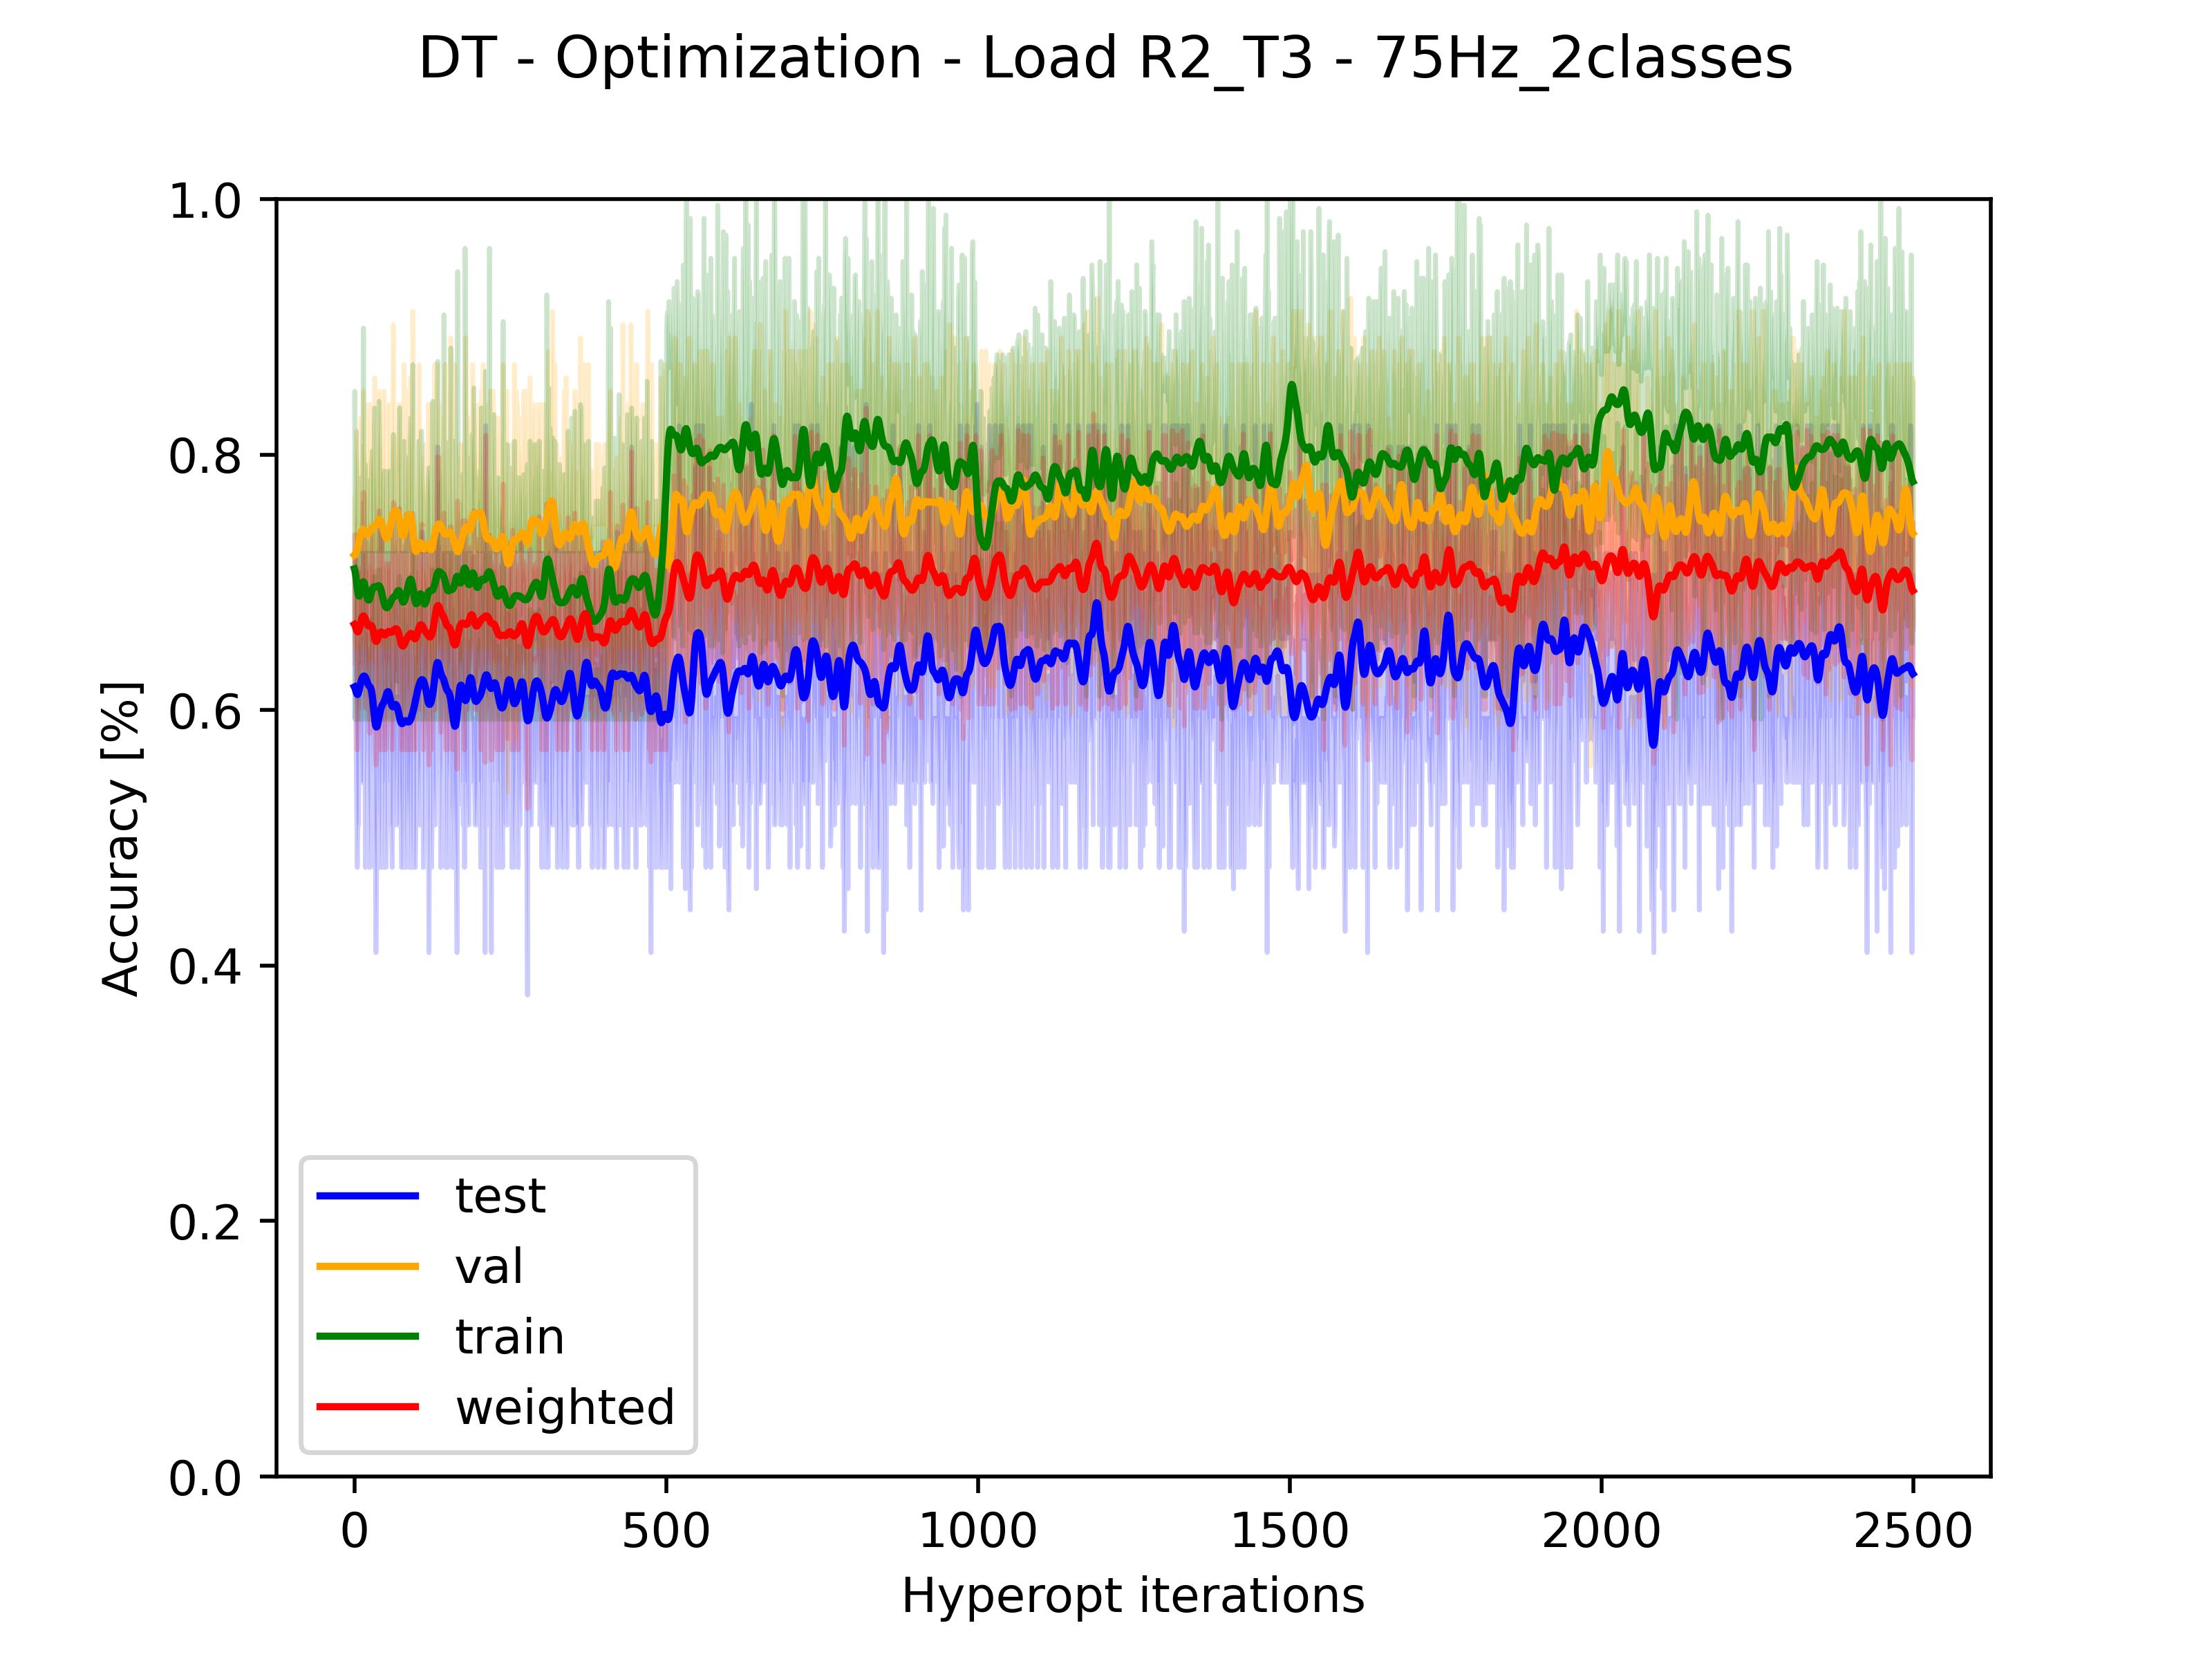 DT - Optimization - Load R2_T3 - 75Hz_2classes
1.0
0.8
0.6
0.4
0.2
0.0
Accuracy [%]
test
val
train
weighted
0 500 1000 1500 2000 2500
Hyperopt iterations